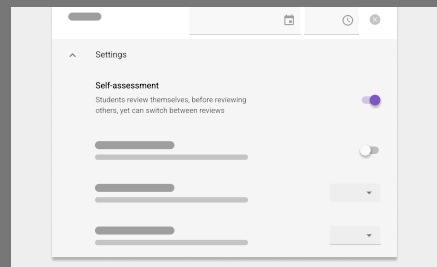 Settings
Self-assessment
Students review themselves, before reviewing
others, yet can switch between reviews